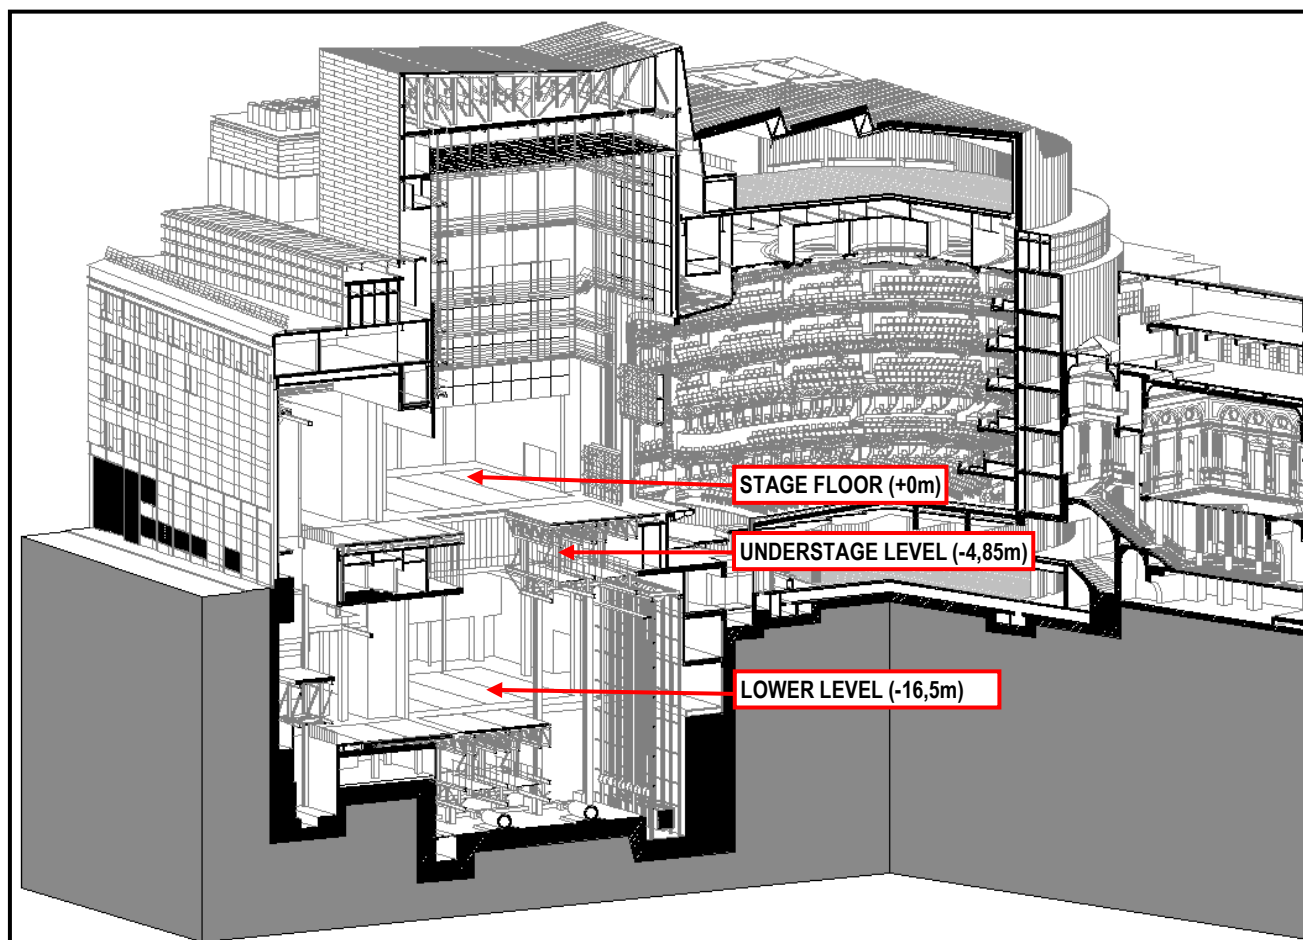 STAGE FLOOR (+0m)
UNDERSTAGE LEVEL (-4,85m)
LOWER LEVEL (-16,5m)